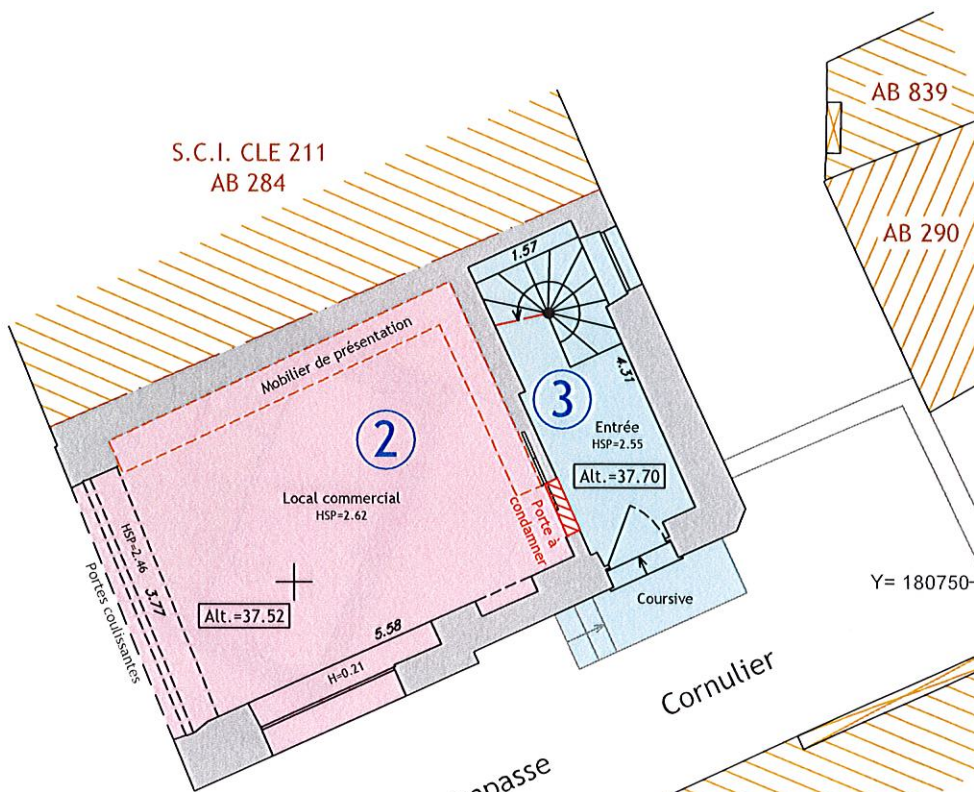 AB 839
S.C.I. CLE 211
AB 284
AB 290
1.57
4.31
Mobilier de présentation
2
3
Entrée
HSP=2.55
Alt.=37.70
Local commercial
HSP=2.62
Porte à
condamner
HSP=2.46
3.77
Portes coulissantes
Alt.=37.52
5.58
H=0.21
Coursive
Y= 180750
Cornulier